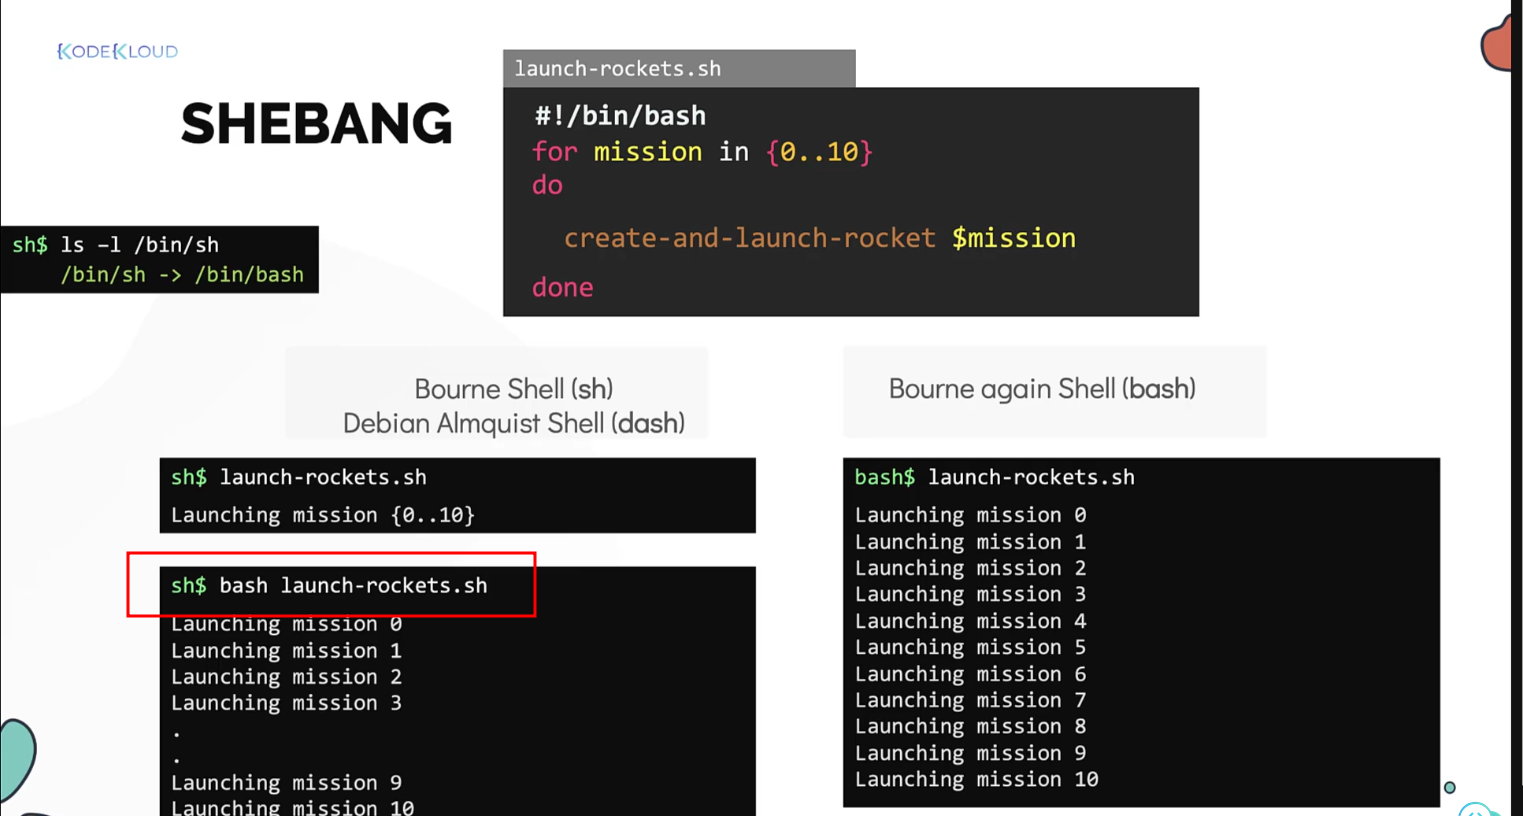 KODEKLOUD
SHEBANG
launch-rockets.sh
#!/bin/bash
for mission in {0..10}
do
create-and-launch-rocket $mission
done
sh$ ls –l /bin/sh
/bin/sh -> /bin/bash
Bourne Shell (sh)
Debian Almquist Shell (dash)
sh$ launch-rockets.sh
Launching mission {0..10}
sh$ bash launch-rockets.sh
Launching mission 0
Launching mission 1
Launching mission 2
Launching mission 3
.
.
Launching mission 9
Launching mission 10
Bourne again Shell (bash)
bash$ launch-rockets.sh
Launching mission 0
Launching mission 1
Launching mission 2
Launching mission 3
Launching mission 4
Launching mission 5
Launching mission 6
Launching mission 7
Launching mission 8
Launching mission 9
Launching mission 10